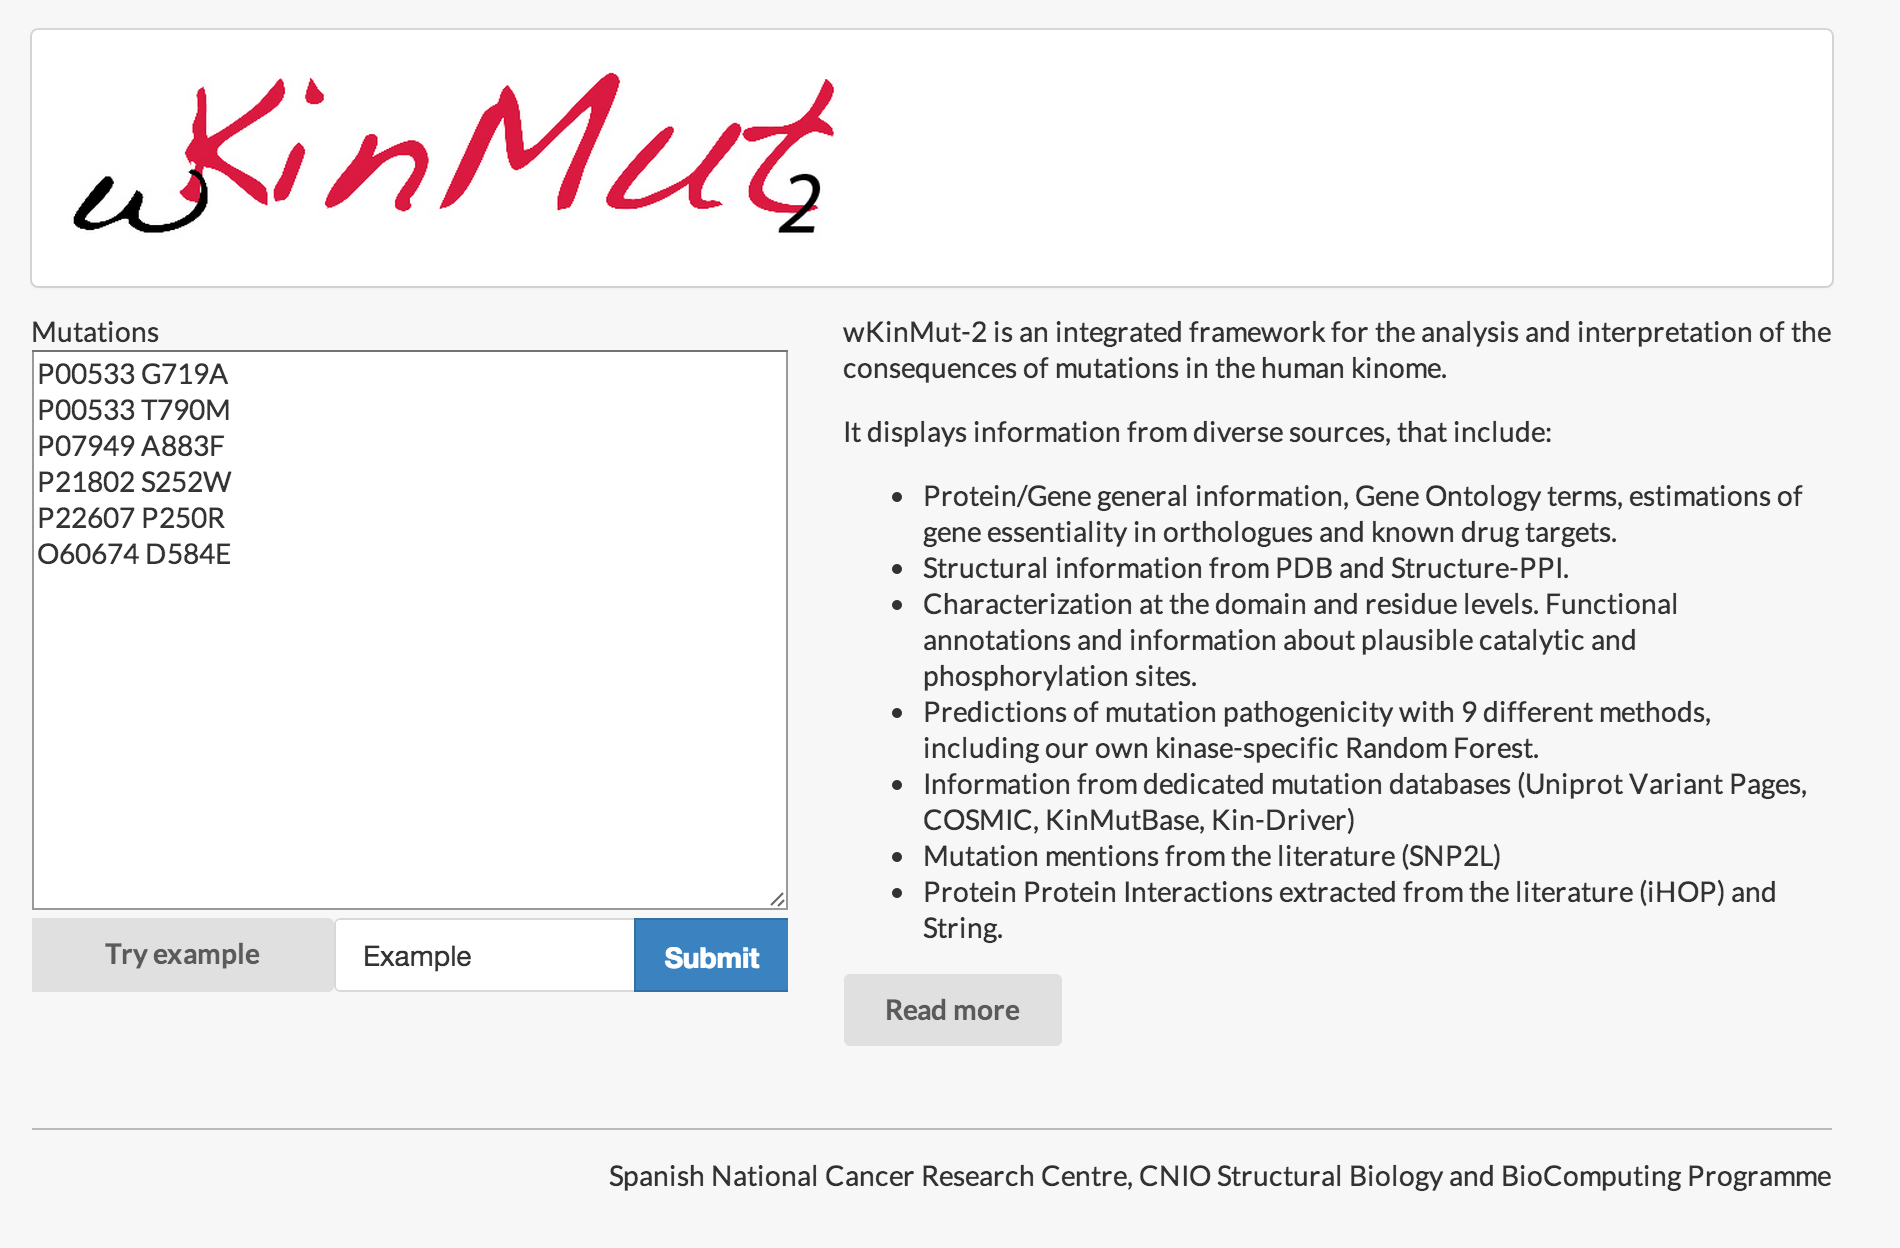 wKinMut2
Mutations
P00533 G719A
P00533 T790M
P07949 A883F
P21802 S252W
P22607 P250R
O60674 D584E
Try example
Example
Submit
wKinMut-2 is an integrated framework for the analysis and interpretation of the
consequences of mutations in the human kinome.
It displays information from diverse sources, that include:
• Protein/Gene general information, Gene Ontology terms, estimations of
gene essentiality in orthologues and known drug targets.
• Structural information from PDB and Structure-PPI.
• Characterization at the domain and residue levels. Functional
annotations and information about plausible catalytic and
phosphorylation sites.
• Predictions of mutation pathogenicity with 9 different methods,
including our own kinase-specific Random Forest.
• Information from dedicated mutation databases (Uniprot Variant Pages,
COSMIC, KinMutBase, Kin-Driver)
• Mutation mentions from the literature (SNP2L)
• Protein Protein Interactions extracted from the literature (iHOP) and
String.
Read more
Spanish National Cancer Research Centre, CNIO Structural Biology and BioComputing Programme